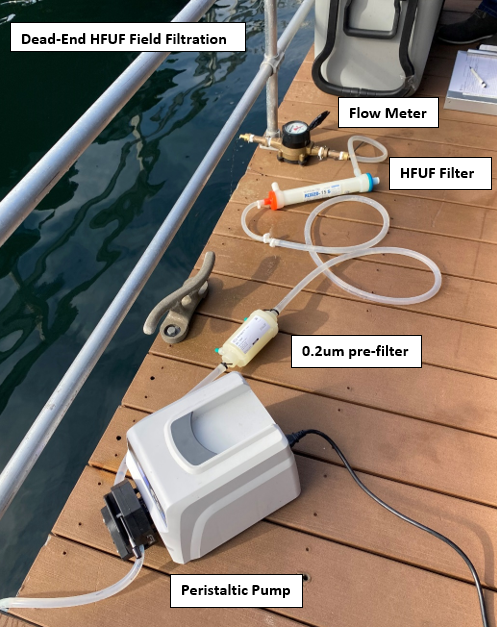 Dead-End HFUF Field Filtration
Flow Meter
HFUF Filter
0.2um pre-filter
Peristaltic Pump